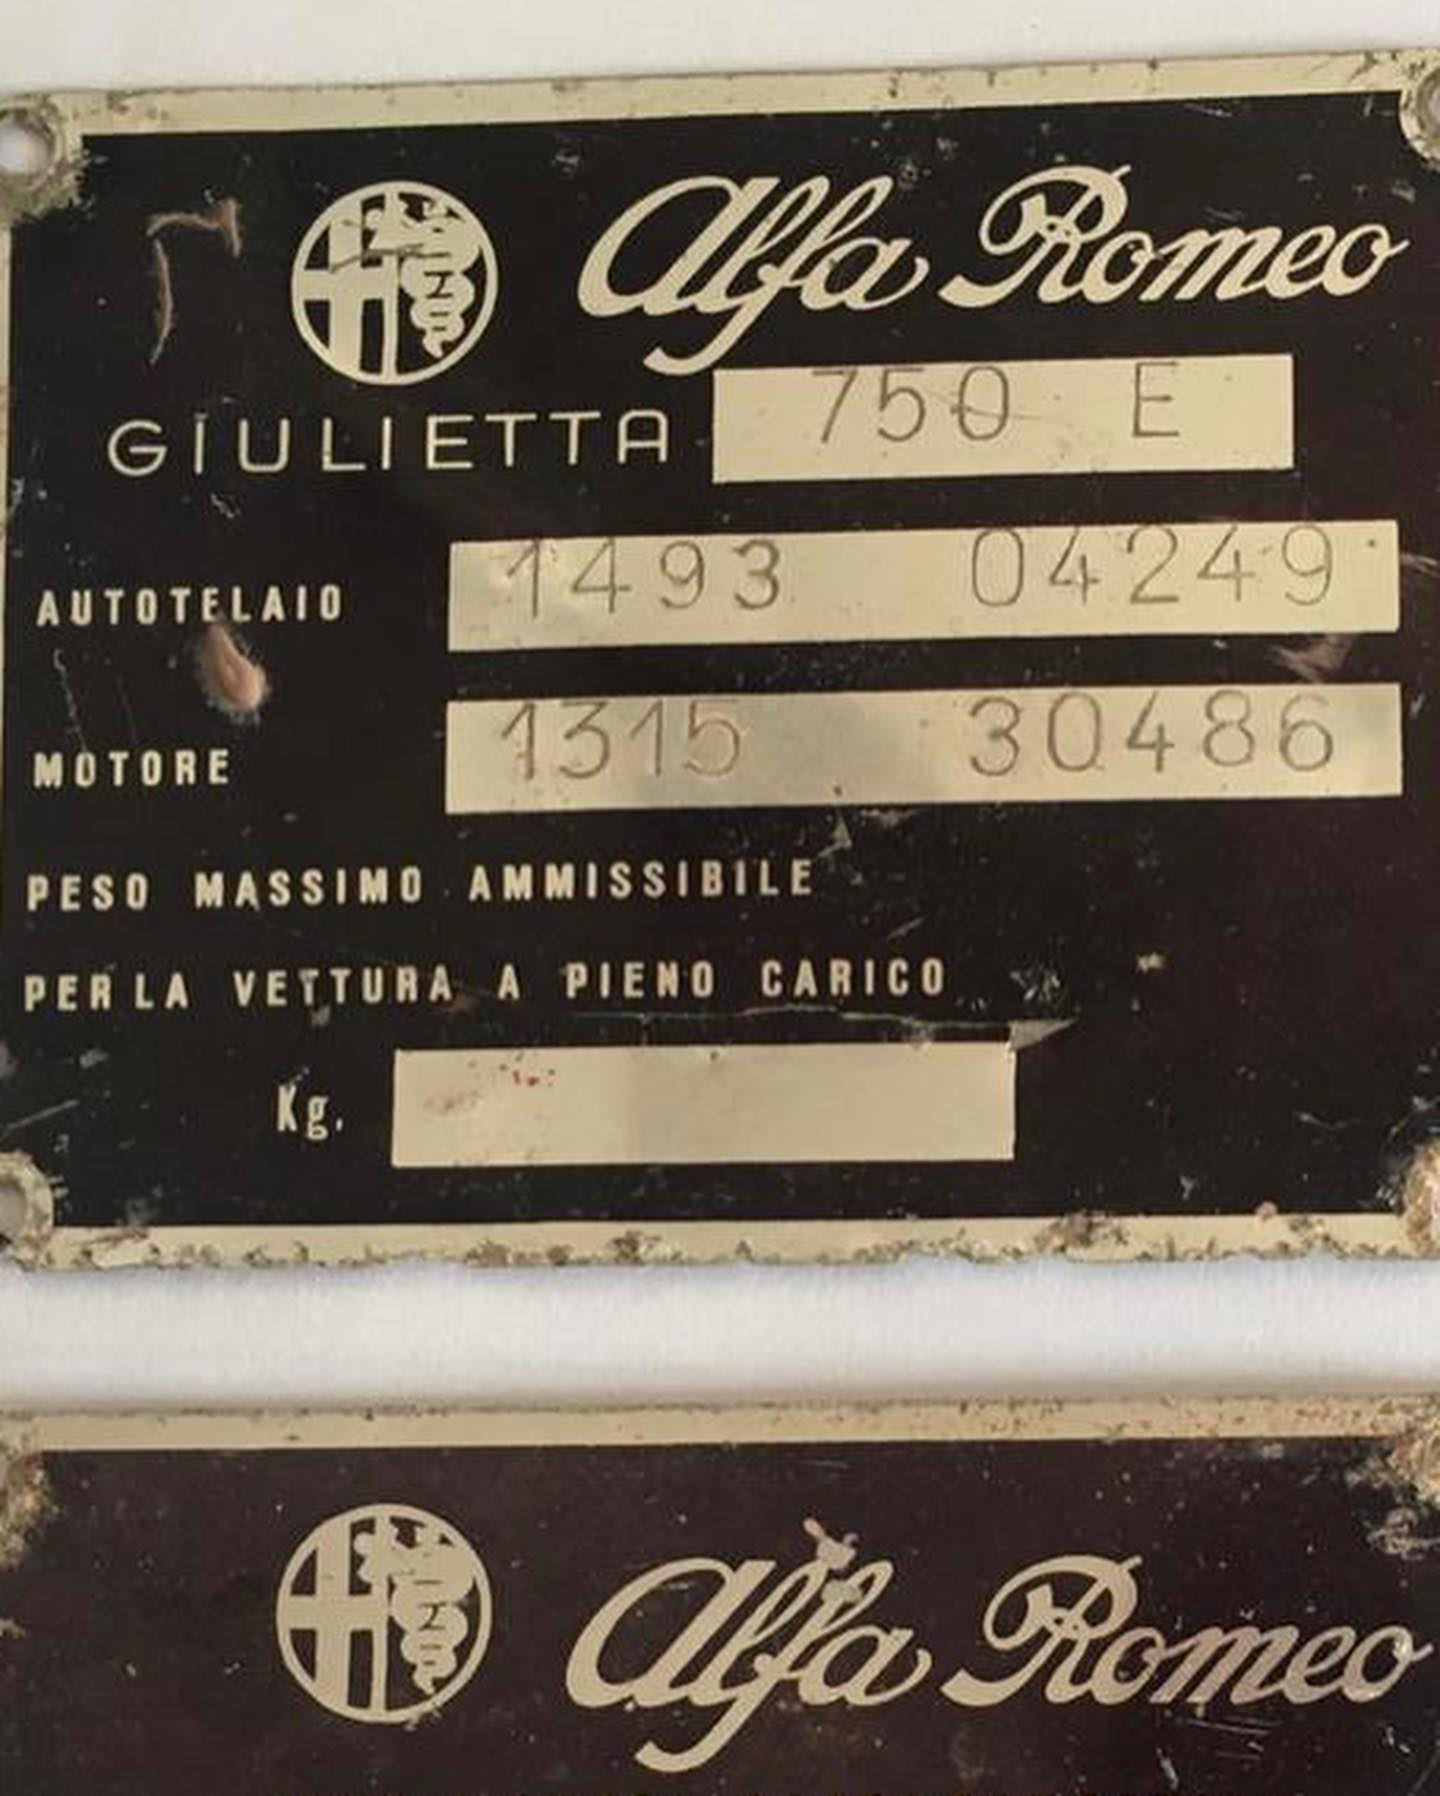 Alfa Romeo
GIULIETTA 750 E
AUTOTELAIO 1493 04249
MOTORE 1315 30486
PESO MASSIMO AMMISSIBILE
PER LA VETTURA A PIENO CARICO
Kg.
Alfa Romeo